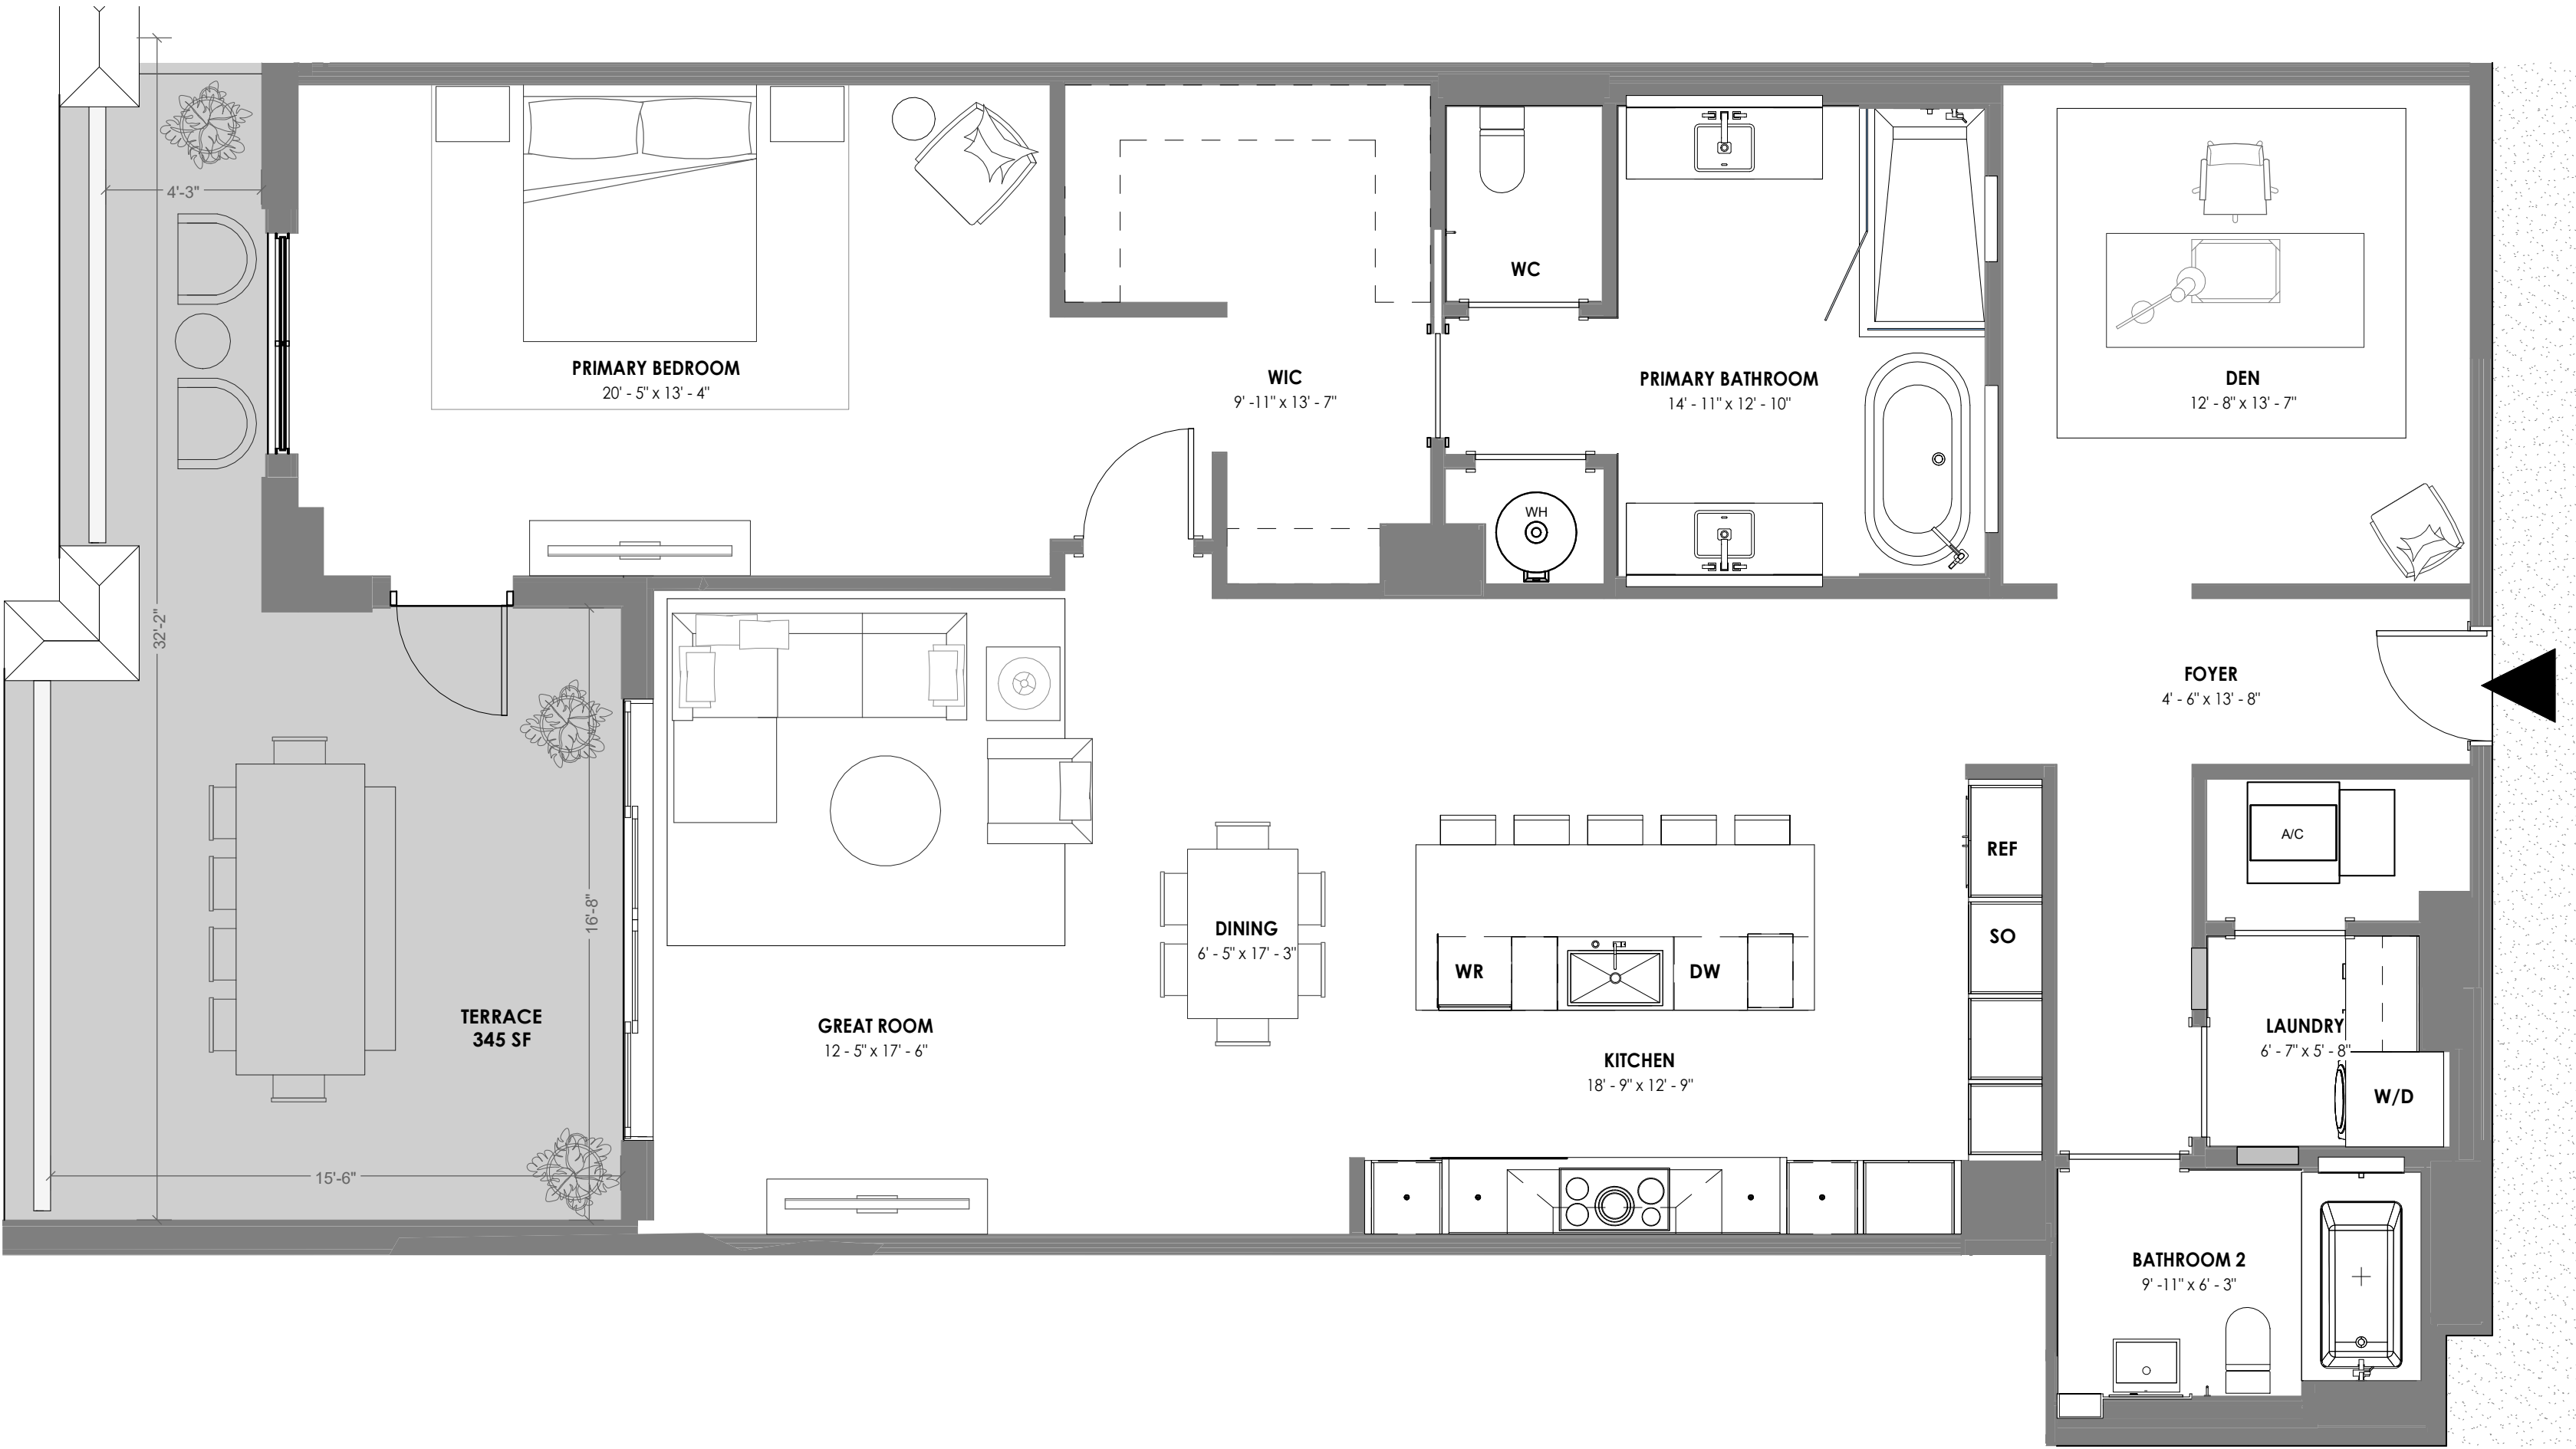 4'-3"
WC
PRIMARY BEDROOM
20' - 5" x 13' - 4"
WIC
9' -11" x 13' - 7"
PRIMARY BATHROOM
14' - 11" x 12' - 10"
DEN
12' - 8" x 13' - 7"
WH
32'-2"
FOYER
4' - 6" x 13' - 8"
A/C
REF
16'-8"
DINING
6' - 5" x 17' - 3"
SO
WR
DW
TERRACE
345 SF
GREAT ROOM
12 - 5" x 17' - 6"
LAUNDRY
6' - 7" x 5' - 8"
KITCHEN
18' - 9" x 12' - 9"
W/D
15'-6"
BATHROOM 2
9' -11" x 6' - 3"